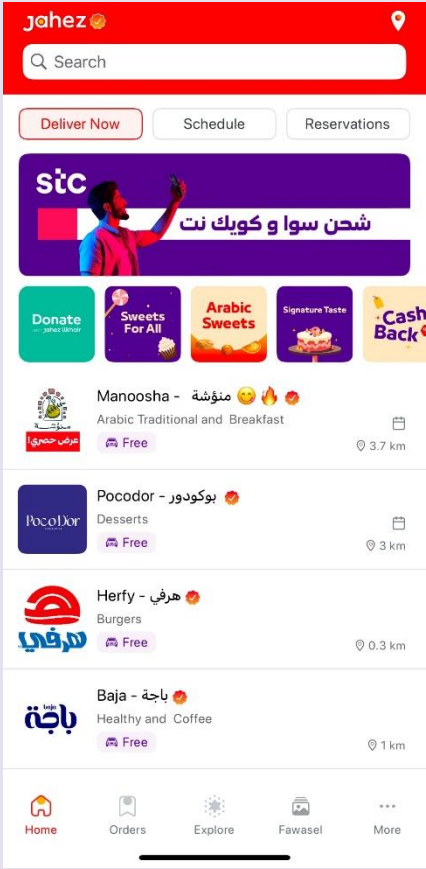 jahez
Search
Deliver Now
Schedule
Reservations
stc
شحن سوا و كويك نت
Donate
Sweets
For All
Arabic
Sweets
Signature Taste
Cash
Back
Manoosha - منؤشة
Arabic Traditional and Breakfast
Free
3.7 km
منؤشة
عرض حصري!
Pocodor - بوكودور
PocoDor
Desserts
Free
3 km
Herfy - هرفي
هرفي
Burgers
Free
0.3 km
Baja - باجة
baja
باجة
Healthy and Coffee
Free
1 km
Home
Orders
Explore
Fawasel
More